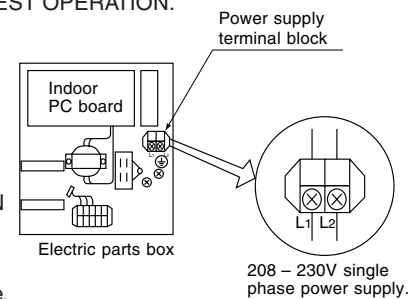 EST OPERATION.
Power supply
terminal block
Indoor
PC board
L1
N
L1 L2
Electric parts box
208 – 230V single
phase power supply.
e.